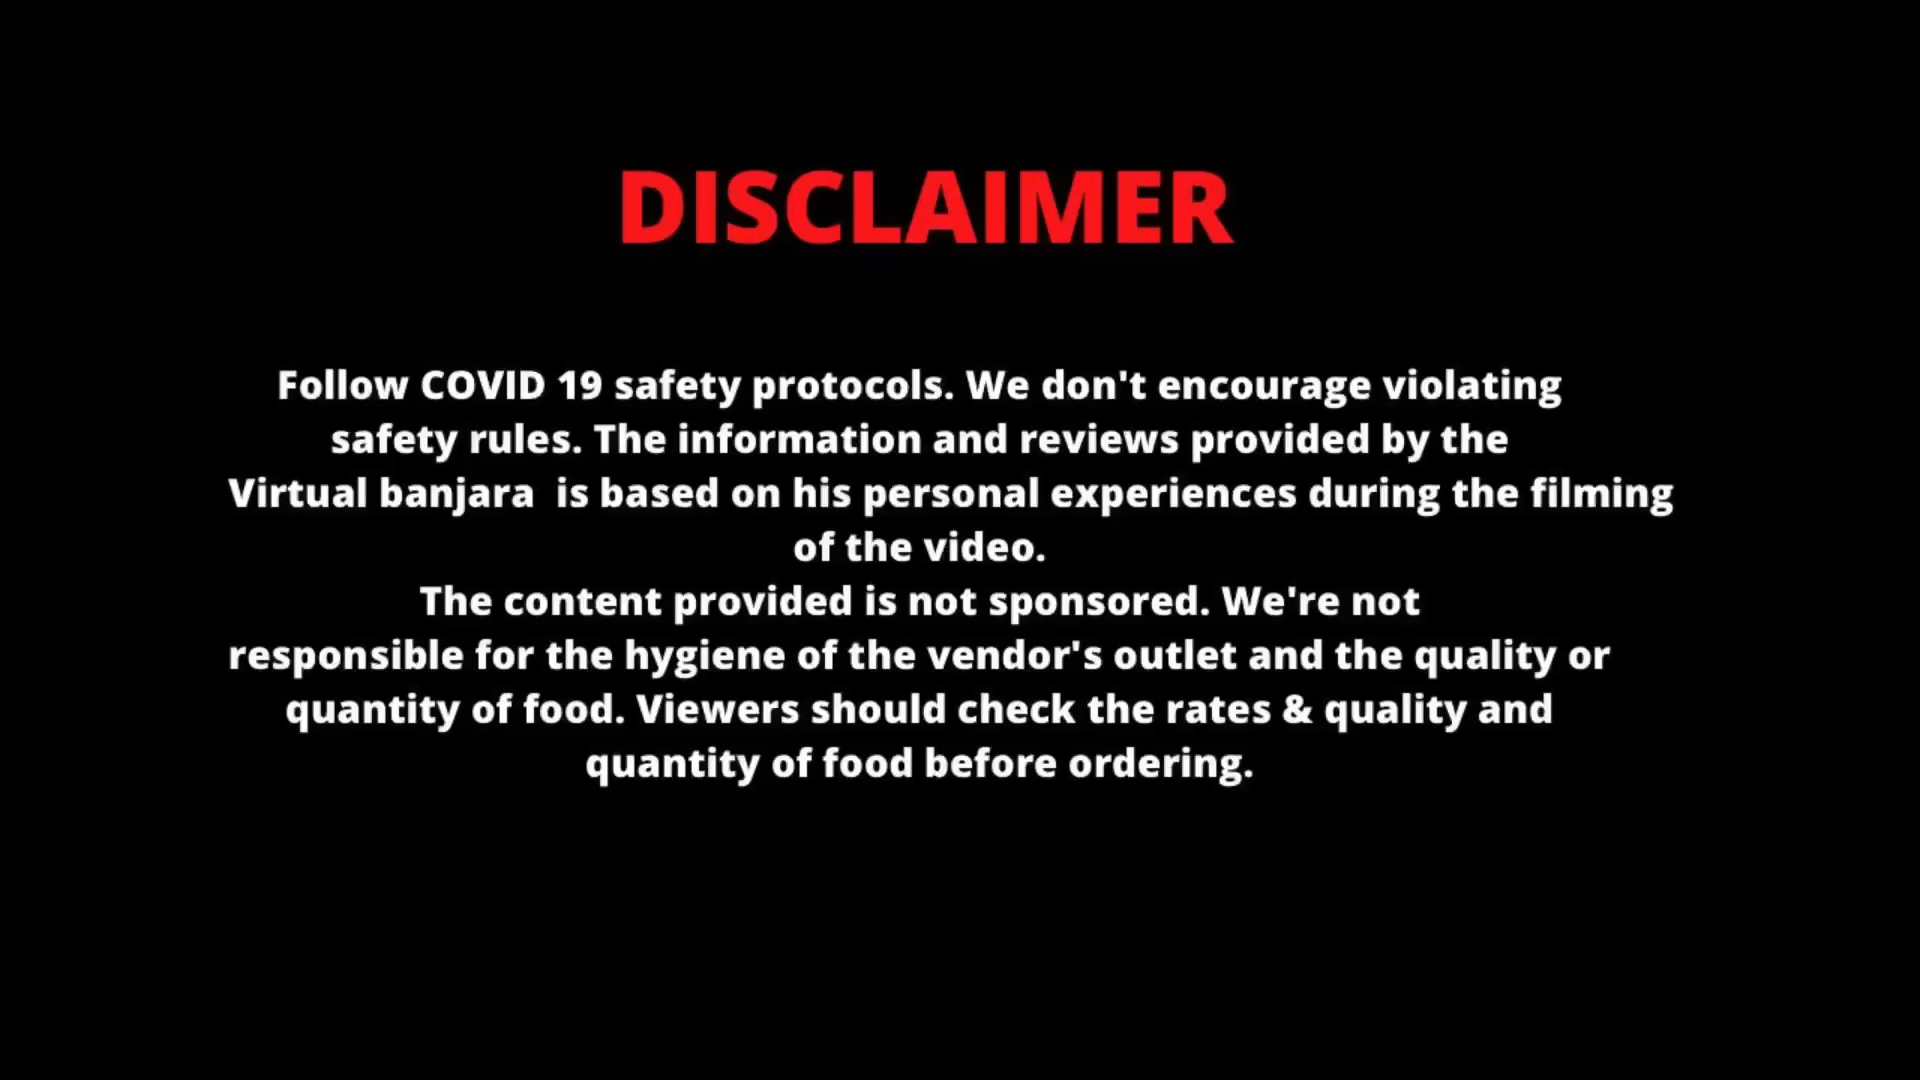 DISCLAIMER
Follow COVID 19 safety protocols. We don't encourage violating
safety rules. The information and reviews provided by the
Virtual banjara  is based on his personal experiences during the filming
of the video.
The content provided is not sponsored. We're not
responsible for the hygiene of the vendor's outlet and the quality or
quantity of food. Viewers should check the rates & quality and
quantity of food before ordering.